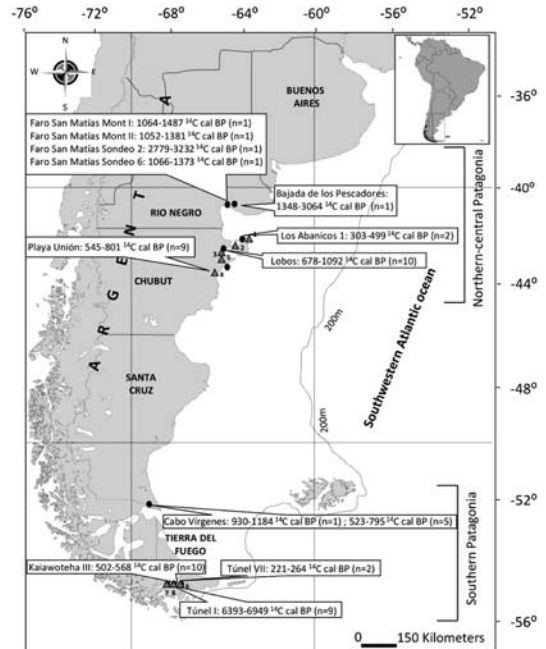 -76° -70° -65° -60° -54°
N
W E
S
BUENOS
AIRES
-36°
Faro San Matías Mont I: 1064-1487 ¹⁴C cal BP (n=1)
Faro San Matías Mont II: 1052-1381 ¹⁴C cal BP (n=1)
Faro San Matías Sondeo 2: 2779-3232 ¹⁴C cal BP (n=1)
Faro San Matías Sondeo 6: 1066-1373 ¹⁴C cal BP (n=1)
-40°
Bajada de los Pescadores:
1348-3064 ¹⁴C cal BP (n=1)
RIO NEGRO
Los Abanicos 1: 303-499 ¹⁴C cal BP (n=2)
Playa Unión: 545-801 ¹⁴C cal BP (n=9)
Lobos: 678-1092 ¹⁴C cal BP (n=10)
Northern-central Patagonia
ARGENT
A
CHUBUT
-44°
200m
Southwestern Atlantic ocean
SANTA
CRUZ
-48°
200m
-52°
Cabo Vírgenes: 930-1184 ¹⁴C cal BP (n=1) ; 523-795 ¹⁴C cal BP (n=5)
TIERRA DEL
FUEGO
Southern Patagonia
Kaiawoteha III: 502-568 ¹⁴C cal BP (n=10)
Túnel VII: 221-264 ¹⁴C cal BP (n=2)
Túnel I: 6393-6949 ¹⁴C cal BP (n=9)
-56°
0 150 Kilometers